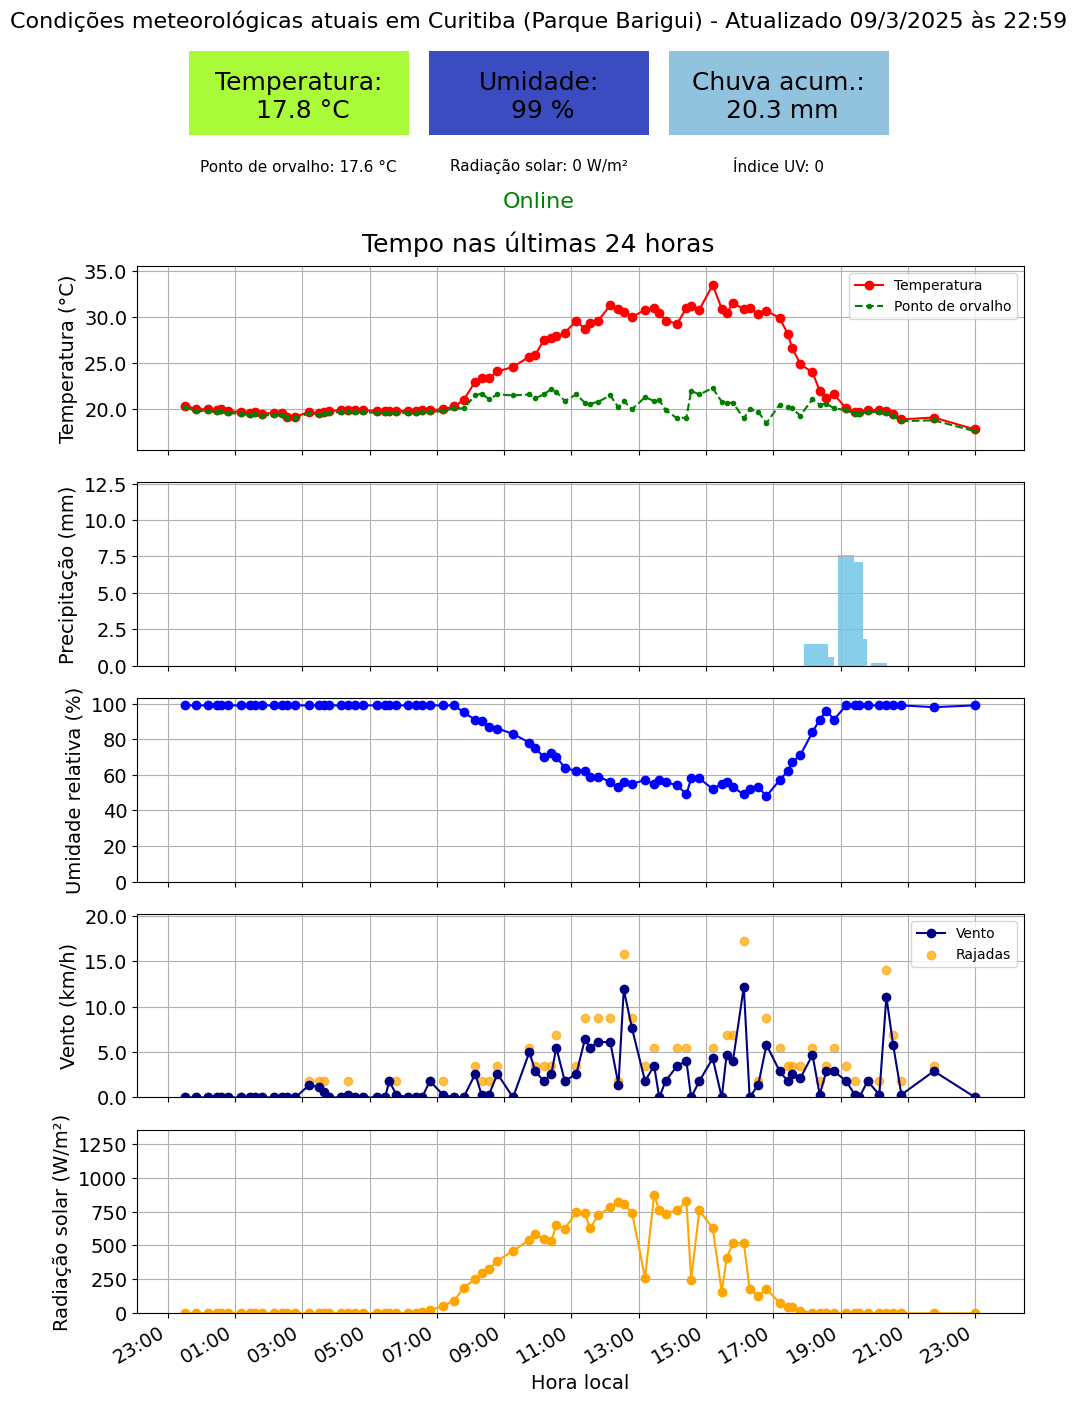 Condições meteorológicas atuais em Curitiba (Parque Barigui) - Atualizado 09/3/2025 às 22:59
Temperatura:
17.8 °C
Umidade:
99 %
Chuva acum.:
20.3 mm
Ponto de orvalho: 17.6 °C
Radiação solar: 0 W/m²
Índice UV: 0
Online
Tempo nas últimas 24 horas
Temperatura (°C)
35.0
30.0
25.0
20.0
Temperatura
Ponto de orvalho
Precipitação (mm)
12.5
10.0
7.5
5.0
2.5
0.0
Umidade relativa (%)
100
80
60
40
20
0
Vento (km/h)
20.0
15.0
10.0
5.0
0.0
Vento
Rajadas
Radiação solar (W/m²)
1250
1000
750
500
250
0
23:00 01:00 03:00 05:00 07:00 09:00 11:00 13:00 15:00 17:00 19:00 21:00 23:00
Hora local